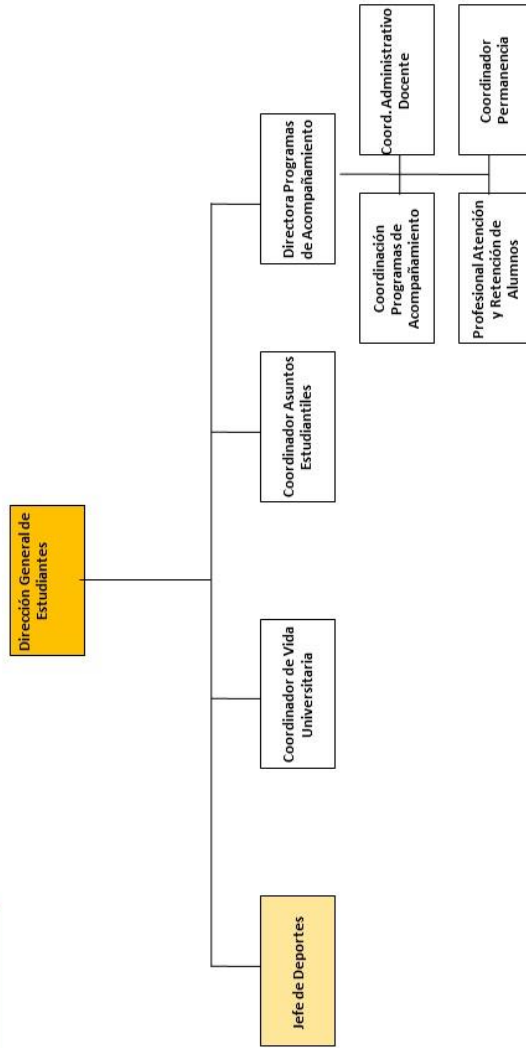 Dirección General de
Estudiantes
Jefe de Deportes
Coordinador de Vida
Universitaria
Coordinador Asuntos
Estudiantiles
Directora Programas
de Acompañamiento
Coordinación
Programas de
Acompañamiento
Coord. Administrativo
Docente
Profesional Atención
y Retención de
Alumnos
Coordinador
Permanencia